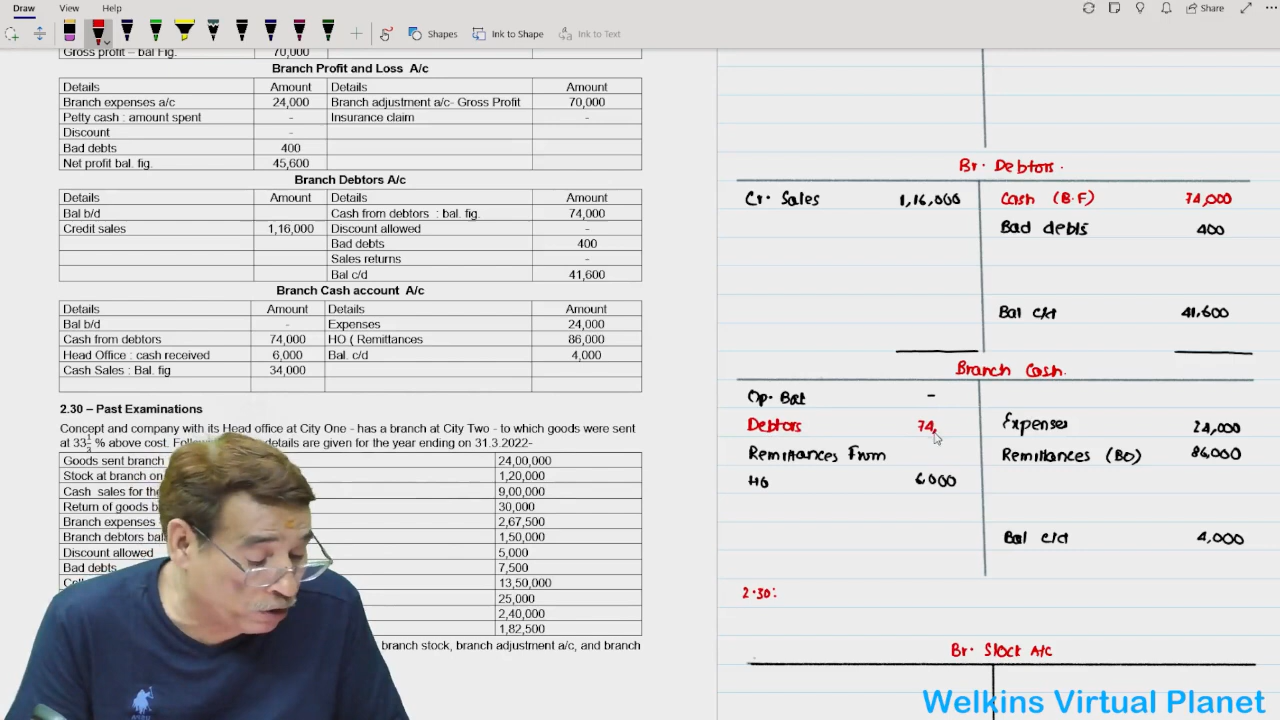 Draw View Help
Share
Shapes Ink to Shape Ink to Text
Gross profit – bal Fig. 70,000
Branch Profit and Loss A/c
Details Amount Details Amount
Branch expenses a/c 24,000 Branch adjustment a/c- Gross Profit 70,000
Petty cash : amount spent - Insurance claim -
Discount -
Bad debts 400
Net profit bal. fig. 45,600
Branch Debtors A/c
Details Amount Details Amount
Bal b/d Cash from debtors : bal. fig. 74,000
Credit sales 1,16,000 Discount allowed -
Bad debts 400
Sales returns -
Bal c/d 41,600
Branch Cash account A/c
Details Amount Details Amount
Bal b/d - Expenses 24,000
Cash from debtors 74,000 HO ( Remittances 86,000
Head Office : cash received 6,000 Bal. c/d 4,000
Cash Sales : Bal. fig 34,000
2.30 – Past Examinations
Concept and company with its Head office at City One - has a branch at City Two - to which goods were sent
at 33 1/3 % above cost. details are given for the year ending on 31.3.2022-
Goods sent branch 24,00,000
Stock at branch on 1,20,000
Cash sales for the 9,00,000
Return of goods 30,000
Branch expenses 2,67,500
Branch debtors 1,50,000
Discount allowed 5,000
Bad debts 7,500
13,50,000
25,000
2,40,000
1,82,500
branch stock, branch adjustment a/c, and branch
Br. Debtors.
Cr. Sales 1,16,000 Cash (B.F) 74,000
Bad debts 400
Bal c/d 41,600
Branch Cash.
Op. Bal -
Debtors 74, Expenses 24,000
Remittances From Remittances (BO) 86,000
HO 6000
Bal c/d 4,000
2.30:
Br. Stock A/c
Welkins Virtual Planet